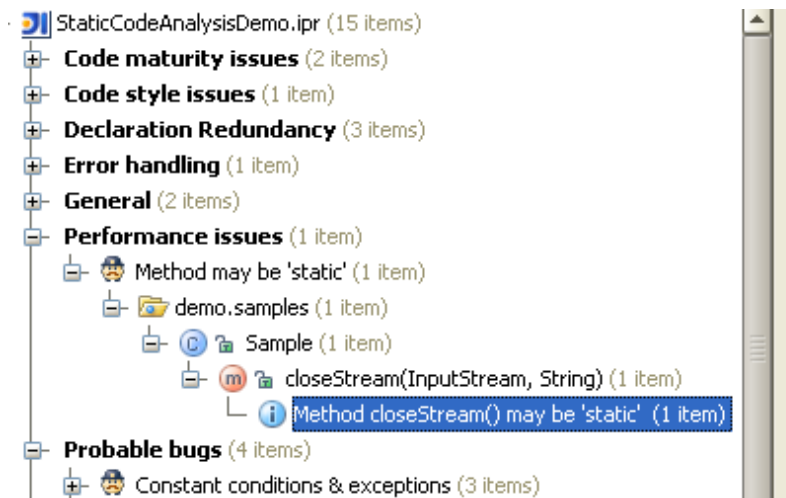 StaticCodeAnalysisDemo.ipr (15 items)
Code maturity issues (2 items)
Code style issues (1 item)
Declaration Redundancy (3 items)
Error handling (1 item)
General (2 items)
Performance issues (1 item)
Method may be 'static' (1 item)
demo.samples (1 item)
Sample (1 item)
closeStream(InputStream, String) (1 item)
Method closeStream() may be 'static' (1 item)
Probable bugs (4 items)
Constant conditions & exceptions (3 items)